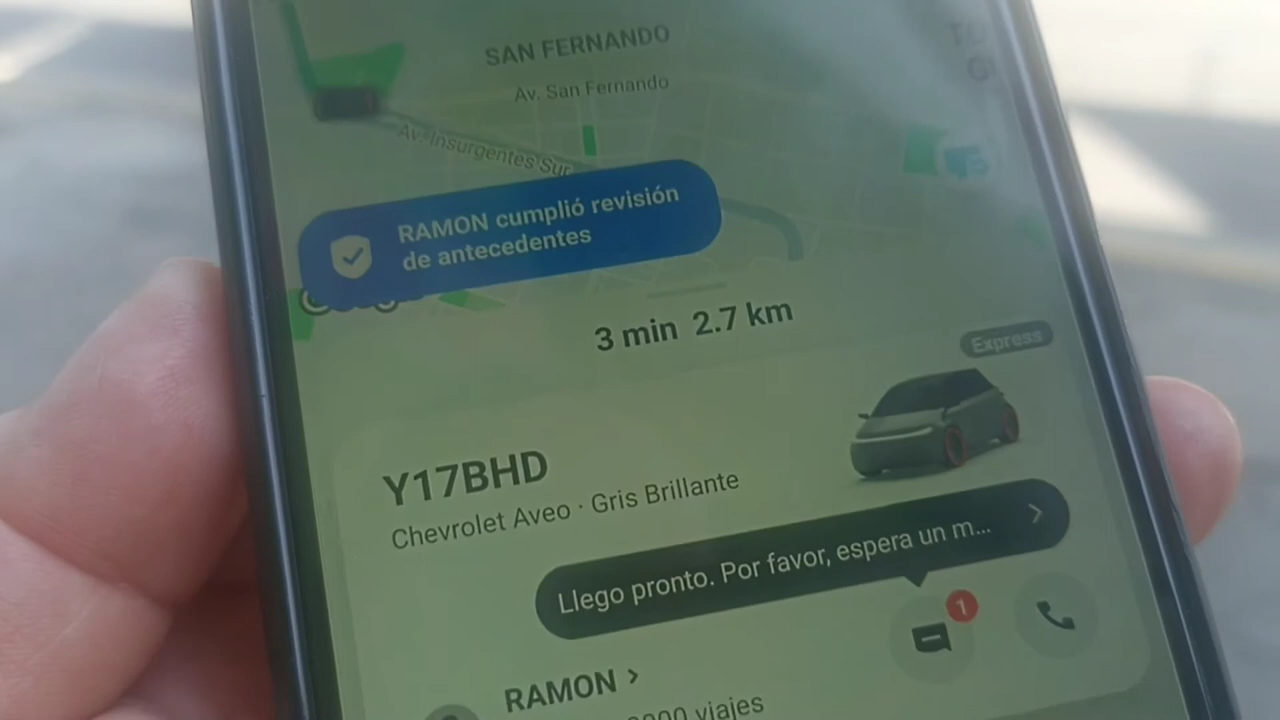 SAN FERNANDO
Av. San Fernando
Av. Insurgentes Sur
RAMON cumplió revisión
de antecedentes
3 min 2.7 km
Express
Y17BHD
Chevrolet Aveo · Gris Brillante
Llego pronto. Por favor, espera un m...
1
RAMON >
viajes